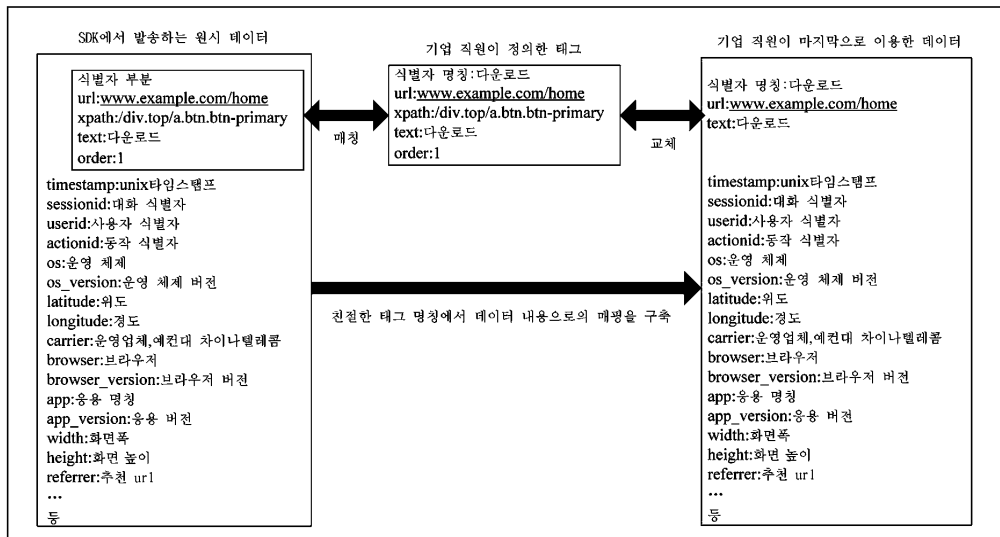 SDK에서 발송하는 원시 데이터
식별자 부분
url:www.example.com/home
xpath:/div.top/a.btn.btn-primary
text:다운로드
order:1
timestamp:unix타임스탬프
sessionid:대화 식별자
userid:사용자 식별자
actionid:동작 식별자
os:운영 체제
os_version:운영 체제 버전
latitude:위도
longitude:경도
carrier:운영업체,예컨대 차이나텔레콤
browser:브라우저
browser_version:브라우저 버전
app:응용 명칭
app_version:응용 버전
width:화면폭
height:화면 높이
referrer:추천 url
...
등
매칭
기업 직원이 정의한 태그
식별자 명칭:다운로드
url:www.example.com/home
xpath:/div.top/a.btn.btn-primary
text:다운로드
order:1
교체
친절한 태그 명칭에서 데이터 내용으로의 매핑을 구축
기업 직원이 마지막으로 이용한 데이터
식별자 명칭:다운로드
url:www.example.com/home
text:다운로드
timestamp:unix타임스탬프
sessionid:대화 식별자
userid:사용자 식별자
actionid:동작 식별자
os:운영 체제
os_version:운영 체제 버전
latitude:위도
longitude:경도
carrier:운영업체,예컨대 차이나텔레콤
browser:브라우저
browser_version:브라우저 버전
app:응용 명칭
app_version:응용 버전
width:화면폭
height:화면 높이
referrer:추천 url
...
등